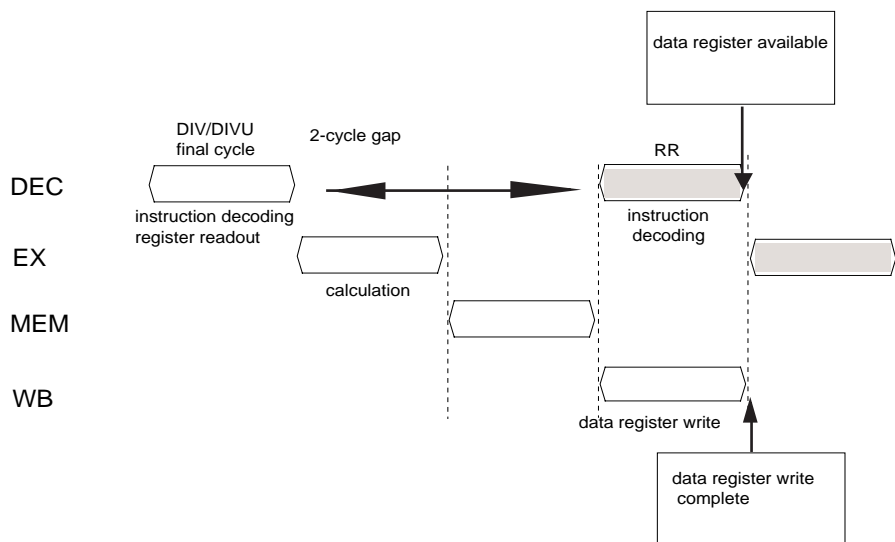 data register available
DIV/DIVU
final cycle
2-cycle gap
RR
DEC
instruction decoding
register readout
instruction
decoding
EX
calculation
MEM
WB
data register write
data register write
complete